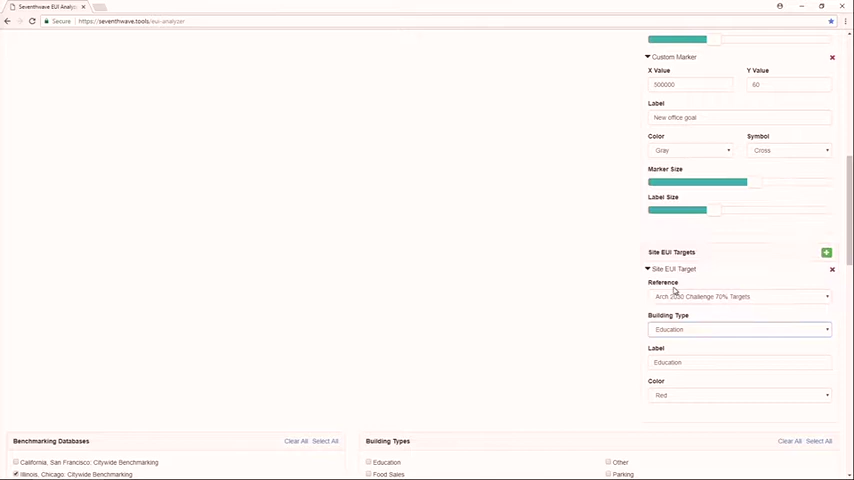 Seventhwave EUI Analyz
Secure https://seventhwave.tools/eui-analyzer
Custom Marker
X Value Y Value
500000 60
Label
New office goal
Color Symbol
Gray Cross
Marker Size
Label Size
Site EUI Targets
Site EUI Target
Reference
Arch 2030 Challenge 70% Targets
Building Type
Education
Label
Education
Color
Red
Benchmarking Databases Clear All Select All Building Types Clear All Select All
California, San Francisco: Citywide Benchmarking Education Other
Illinois, Chicago: Citywide Benchmarking Food Sales Parking